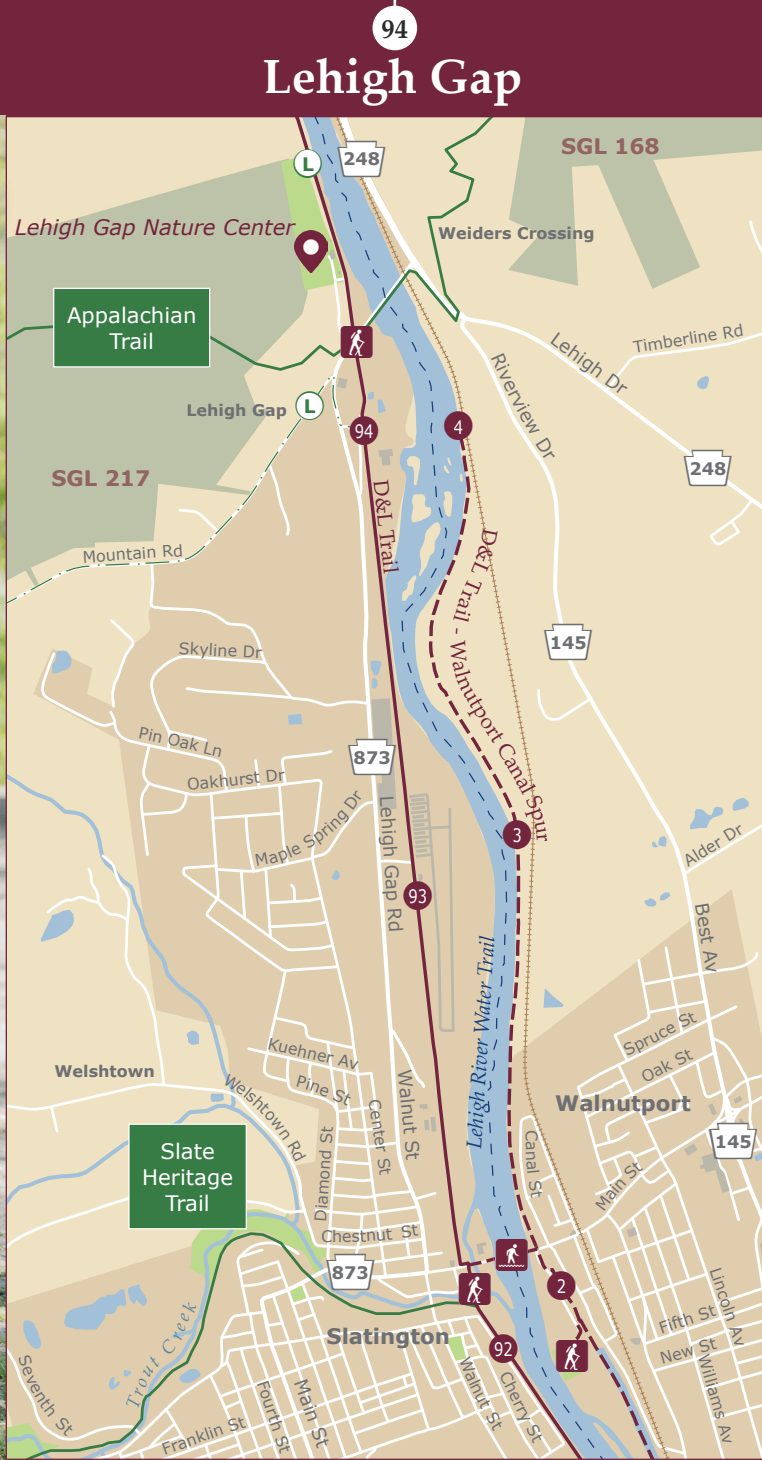 94
Lehigh Gap
L
248
SGL 168
Lehigh Gap Nature Center
Weiders Crossing
Appalachian
Trail
Timberline Rd
Lehigh Dr
Riverview Dr
Lehigh Gap
L
94
4
248
SGL 217
D&L Trail
Mountain Rd
D&L Trail - Walnutport Canal Spur
145
Skyline Dr
Pin Oak Ln
873
Oakhurst Dr
Maple Spring Dr
Lehigh Gap Rd
3
Alder Dr
93
Best Av
Lehigh River Water Trail
Spruce St
Oak St
Kuehner Av
Welshtown
Pine St
Welshtown Rd
Walnut St
Center St
Diamond St
Walnutport
145
Canal St
Main St
Slate
Heritage
Trail
Chestnut St
873
2
Lincoln Av
Fifth St
Trout Creek
Slatington
92
New St
Williams Av
Seventh St
Walnut St
Cherry St
Main St
Fourth St
Franklin St